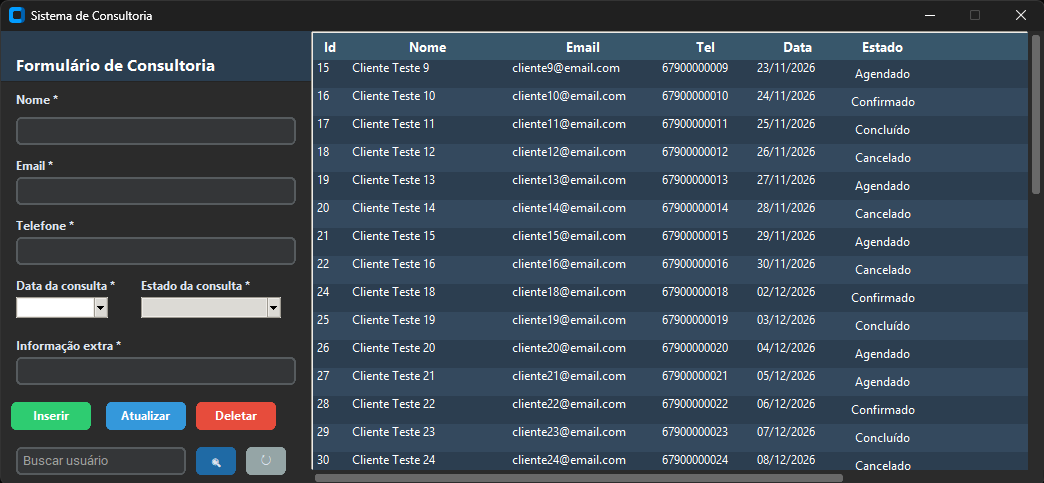 Sistema de Consultoria
Formulário de Consultoria
Nome *
Email *
Telefone *
Data da consulta *  Estado da consulta *
Informação extra *
Inserir  Atualizar  Deletar
Buscar usuário
Id  Nome  Email  Tel  Data  Estado
15  Cliente Teste 9  cliente9@email.com  67900000009  23/11/2026  Agendado
16  Cliente Teste 10  cliente10@email.com  67900000010  24/11/2026  Confirmado
17  Cliente Teste 11  cliente11@email.com  67900000011  25/11/2026  Concluído
18  Cliente Teste 12  cliente12@email.com  67900000012  26/11/2026  Cancelado
19  Cliente Teste 13  cliente13@email.com  67900000013  27/11/2026  Agendado
20  Cliente Teste 14  cliente14@email.com  67900000014  28/11/2026  Cancelado
21  Cliente Teste 15  cliente15@email.com  67900000015  29/11/2026  Agendado
22  Cliente Teste 16  cliente16@email.com  67900000016  30/11/2026  Cancelado
24  Cliente Teste 18  cliente18@email.com  67900000018  02/12/2026  Confirmado
25  Cliente Teste 19  cliente19@email.com  67900000019  03/12/2026  Concluído
26  Cliente Teste 20  cliente20@email.com  67900000020  04/12/2026  Agendado
27  Cliente Teste 21  cliente21@email.com  67900000021  05/12/2026  Agendado
28  Cliente Teste 22  cliente22@email.com  67900000022  06/12/2026  Confirmado
29  Cliente Teste 23  cliente23@email.com  67900000023  07/12/2026  Concluído
30  Cliente Teste 24  cliente24@email.com  67900000024  08/12/2026  Cancelado